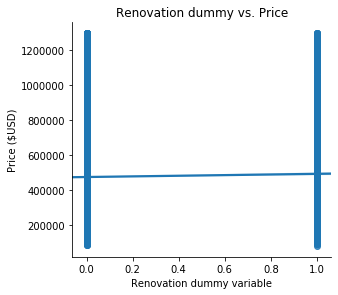 Renovation dummy vs. Price
1200000
1000000
800000
600000
400000
200000
Price ($USD)
0.0 0.2 0.4 0.6 0.8 1.0
Renovation dummy variable